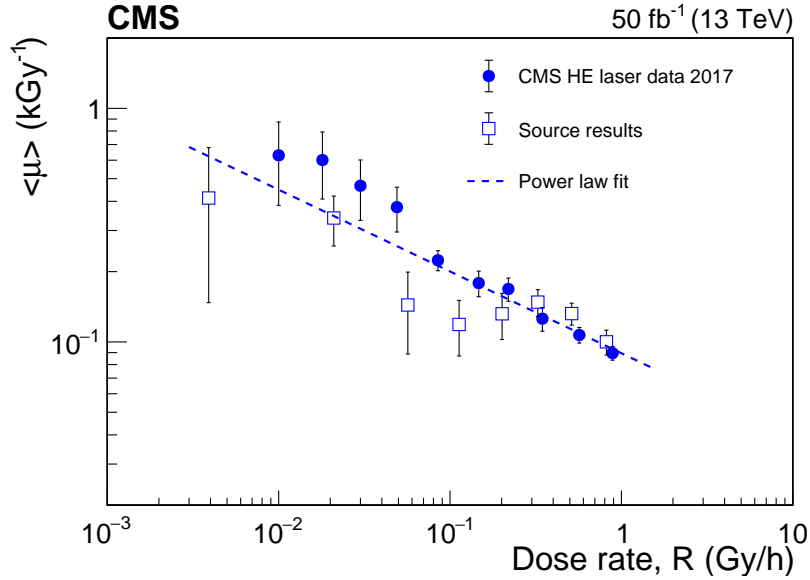 CMS 50 fb⁻¹ (13 TeV)
<μ> (kGy⁻¹)
1
10⁻¹
CMS HE laser data 2017
Source results
Power law fit
10⁻³ 10⁻² 10⁻¹ 1 10
Dose rate, R (Gy/h)